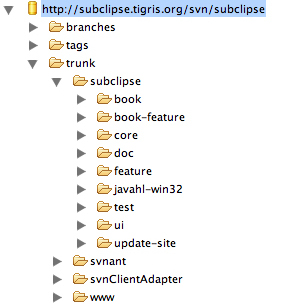 http://subclipse.tigris.org/svn/subclipse
branches
tags
trunk
subclipse
book
book-feature
core
doc
feature
javahl-win32
test
ui
update-site
svnant
svnClientAdapter
www